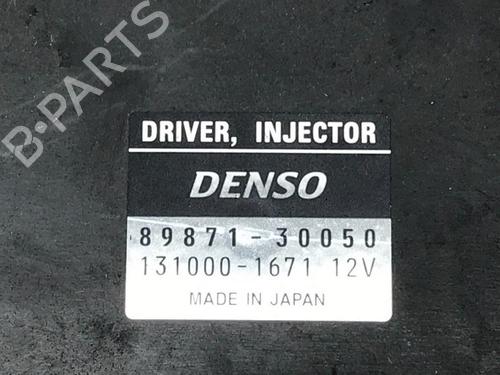 B-PARTS
DRIVER, INJECTOR
DENSO
89871-30050
131000-1671 12V
MADE IN JAPAN